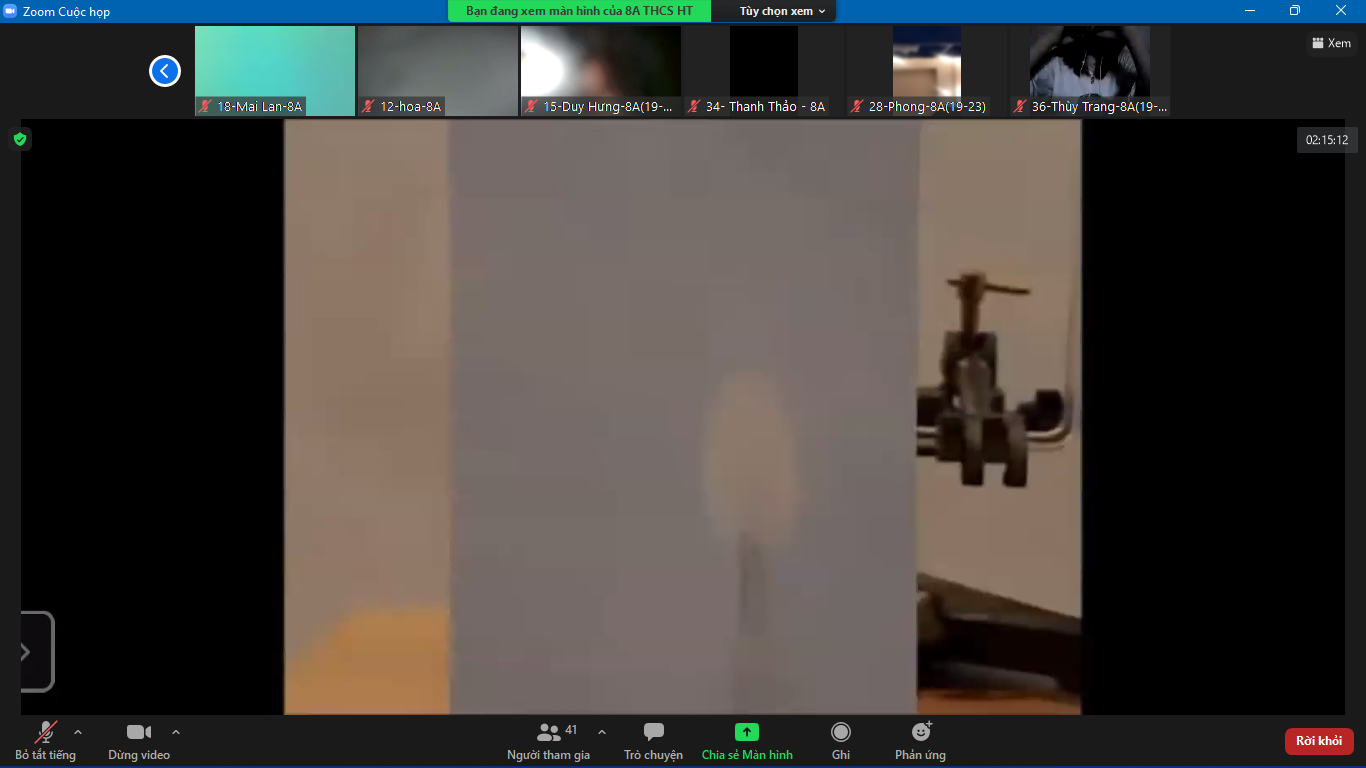 Zoom Cuộc họp
Bạn đang xem màn hình của 8A THCS HT
Tùy chọn xem
Xem
18-Mai Lan-8A
12-hoa-8A
15-Duy Hưng-8A(19-...
34- Thanh Thảo - 8A
28-Phong-8A(19-23)
36-Thùy Trang-8A(19-...
02:15:12
Bỏ tắt tiếng
Dừng video
Người tham gia
41
Trò chuyện
Chia sẻ Màn hình
Ghi
Phản ứng
Rời khỏi